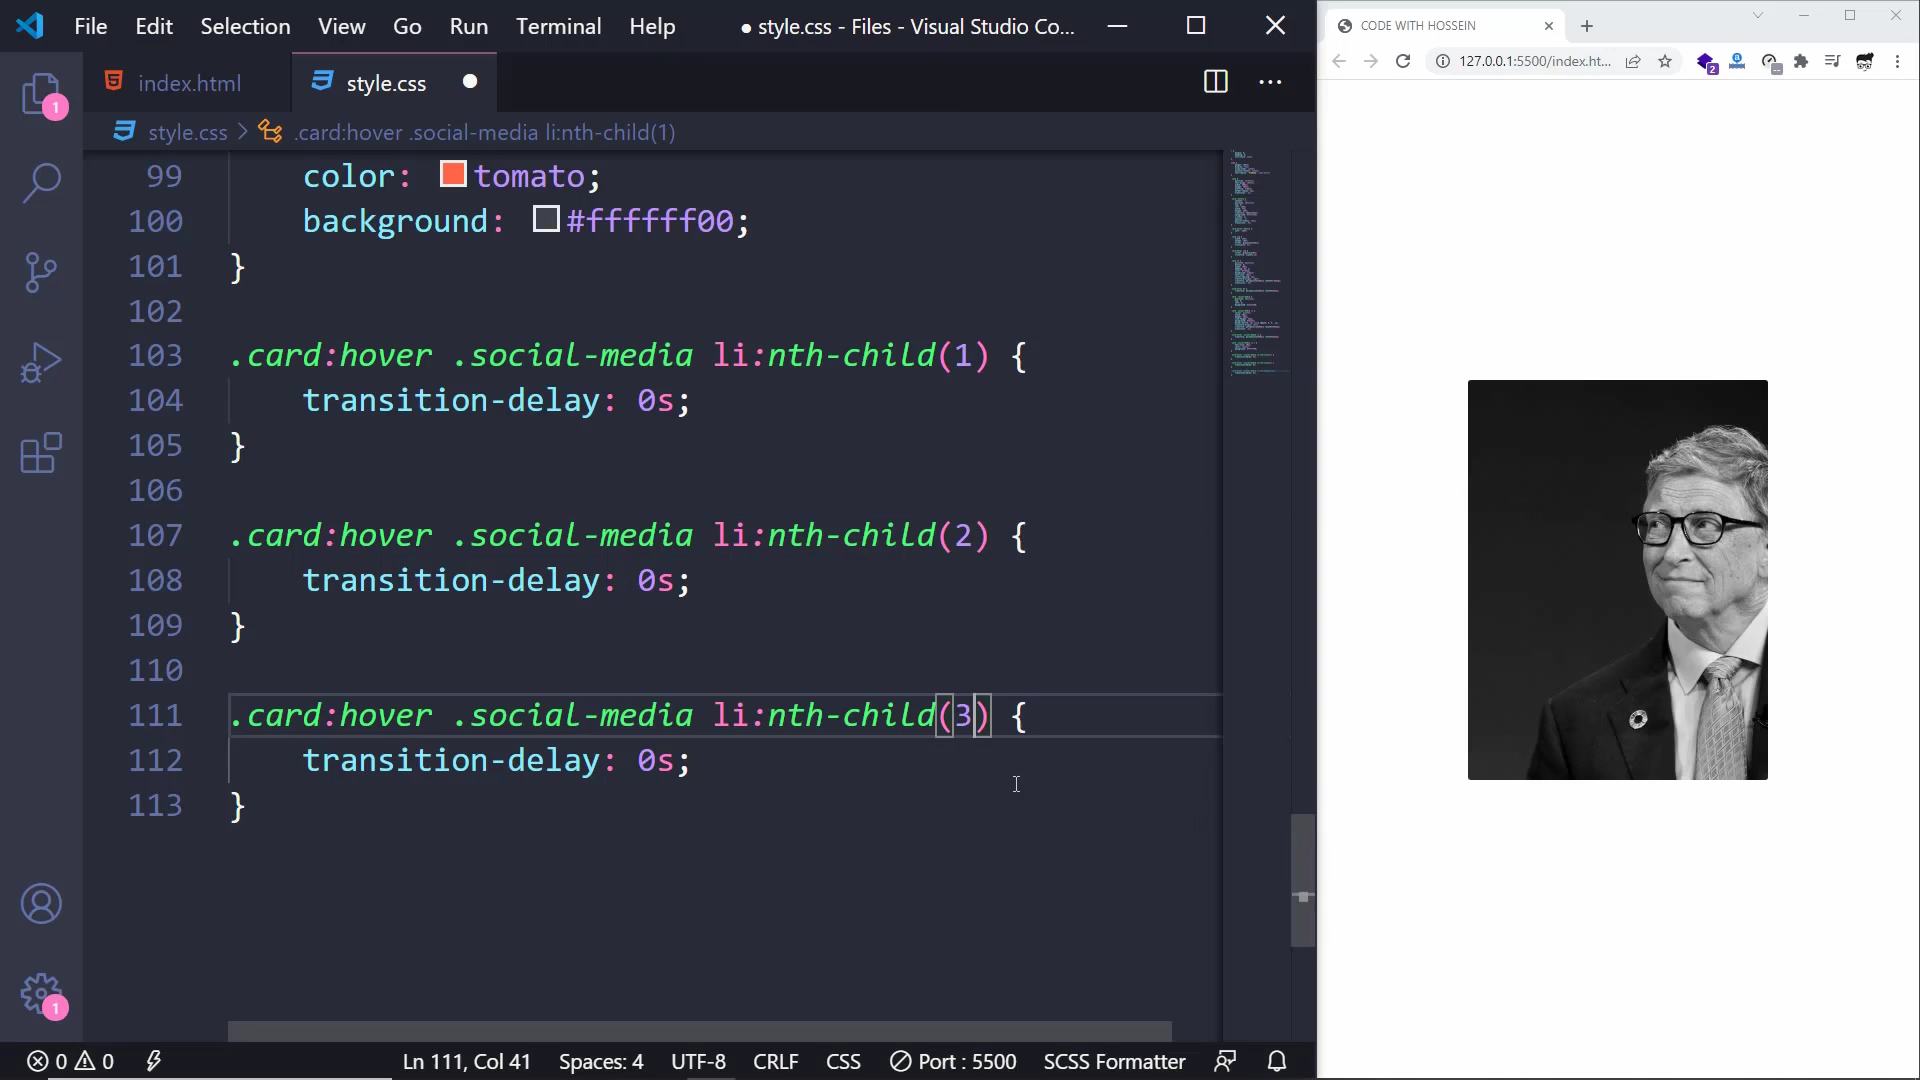 File Edit Selection View Go Run Terminal Help ● style.css - Files - Visual Studio Co...
index.html style.css
style.css > .card:hover .social-media li:nth-child(1)
99 color: tomato;
100 background: #ffffff00;
101 }
102
103 .card:hover .social-media li:nth-child(1) {
104 transition-delay: 0s;
105 }
106
107 .card:hover .social-media li:nth-child(2) {
108 transition-delay: 0s;
109 }
110
111 .card:hover .social-media li:nth-child(3) {
112 transition-delay: 0s;
113 }
1
1
0 0 Ln 111, Col 41 Spaces: 4 UTF-8 CRLF CSS Port : 5500 SCSS Formatter
CODE WITH HOSSEIN
127.0.0.1:5500/index.ht...
2